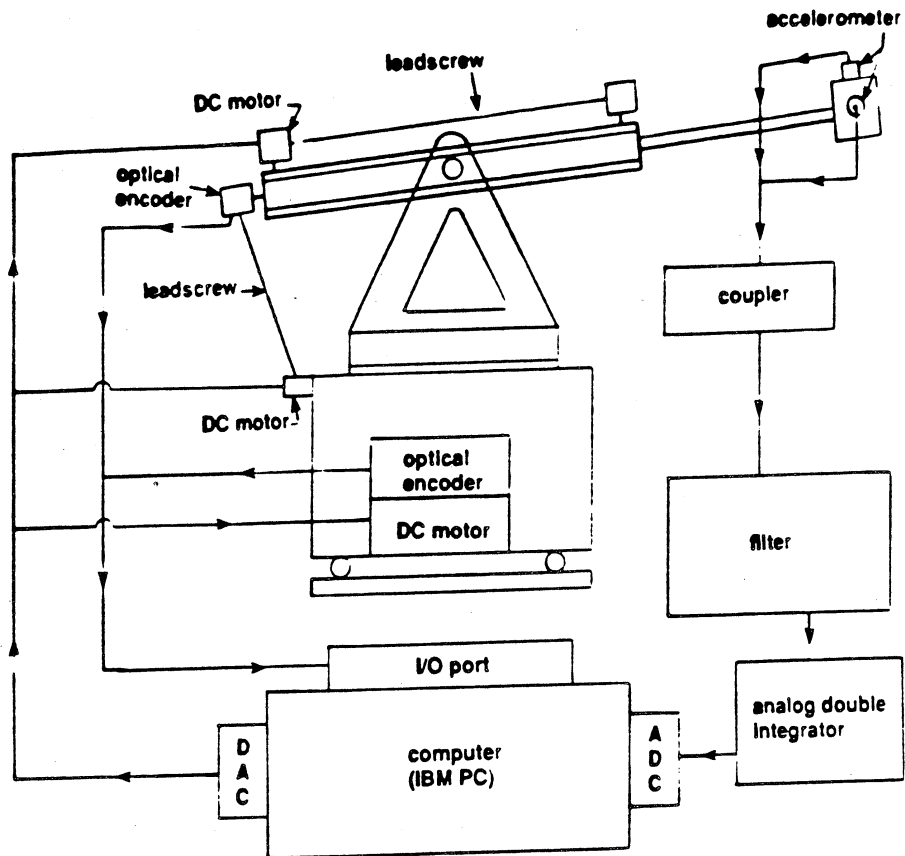 accelerometer
leadscrew
DC motor
optical
encoder
leadscrew
coupler
DC motor
optical
encoder
DC motor
filter
I/O port
analog double
integrator
D
A
C
computer
(IBM PC)
A
D
C